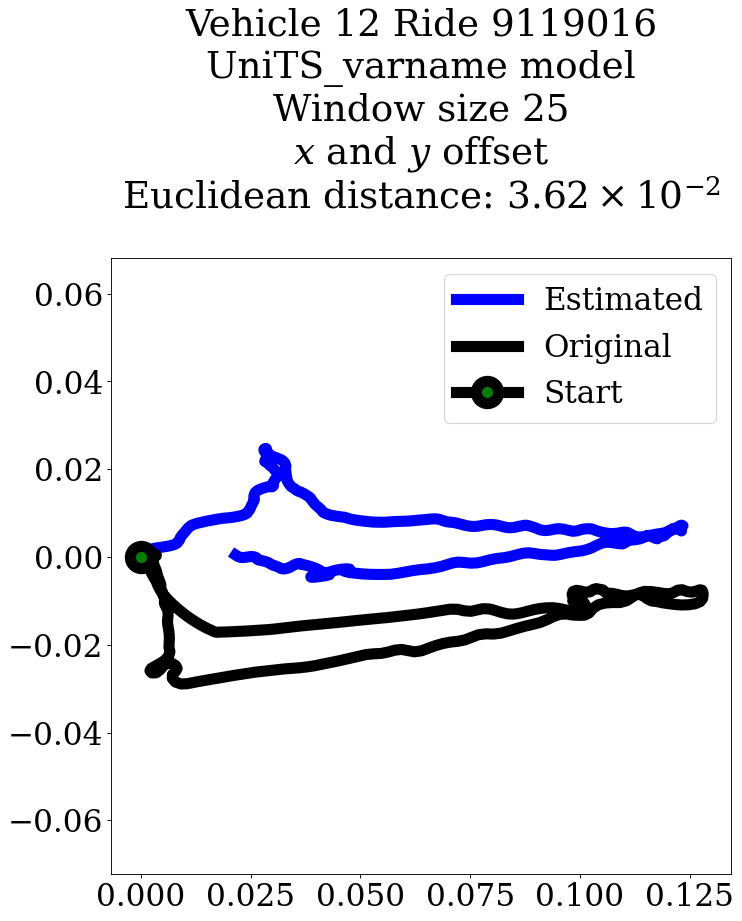 Vehicle 12 Ride 9119016
UniTS_varname model
Window size 25
x and y offset
Euclidean distance: 3.62 × 10⁻²
Estimated
Original
Start
0.06
0.04
0.02
0.00
−0.02
−0.04
−0.06
0.000 0.025 0.050 0.075 0.100 0.125